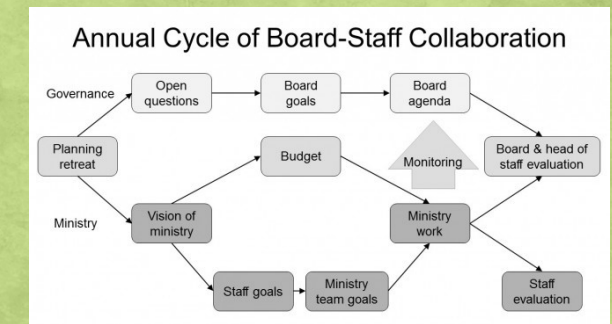 Annual Cycle of Board-Staff Collaboration
Governance
Open
questions
Board
goals
Board
agenda
Planning
retreat
Budget
Monitoring
Board & head of
staff evaluation
Ministry
Vision of
ministry
Ministry
work
Staff goals
Ministry
team goals
Staff
evaluation